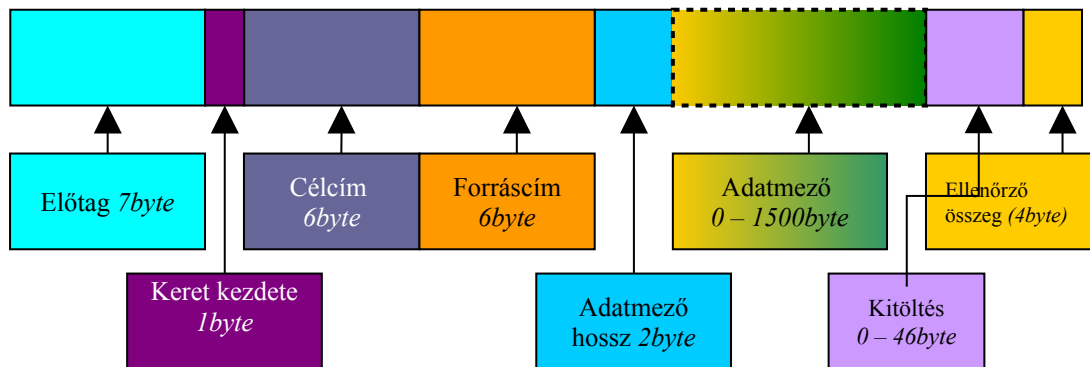 Előtag 7byte
Célcím
6byte
Forráscím
6byte
Adatmező
0 – 1500byte
Ellenőrző
összeg (4byte)
Keret kezdete
1byte
Adatmező
hossz 2byte
Kitöltés
0 – 46byte